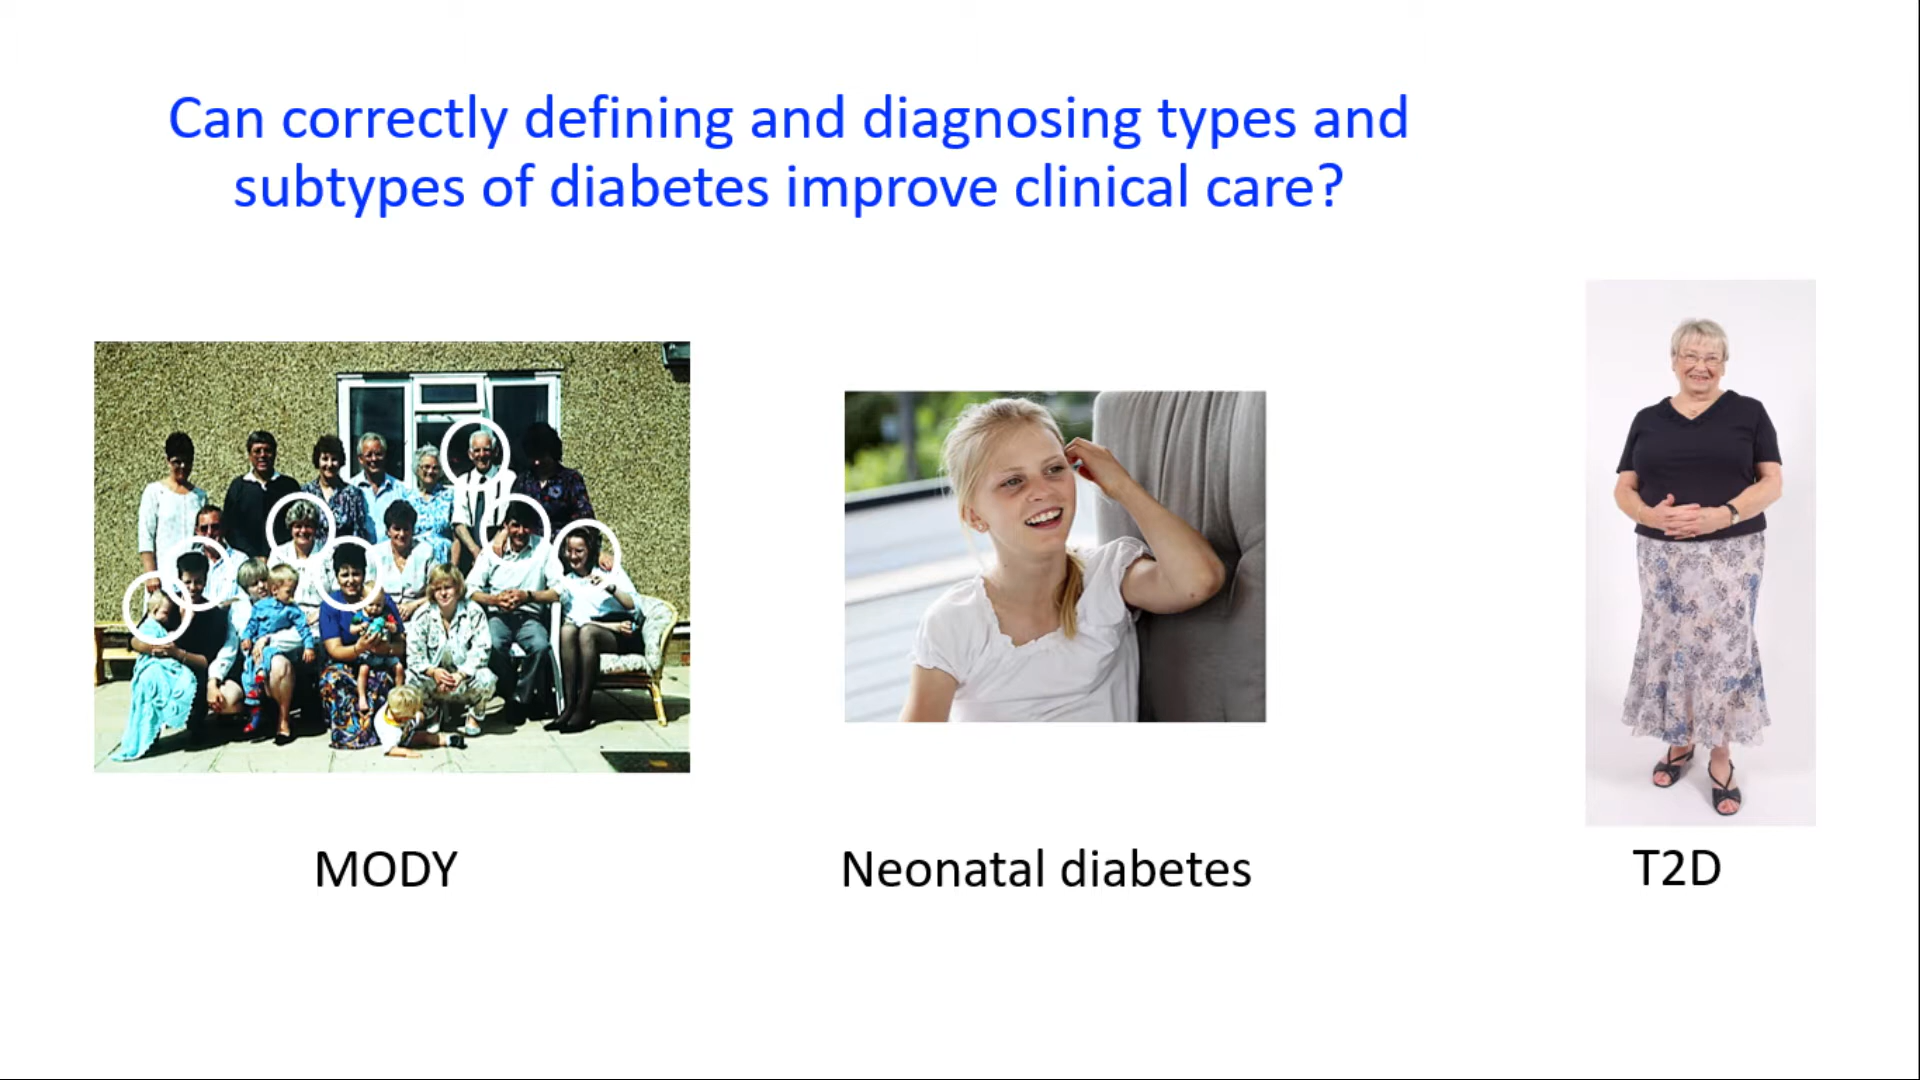 Can correctly defining and diagnosing types and
subtypes of diabetes improve clinical care?
MODY
Neonatal diabetes
T2D